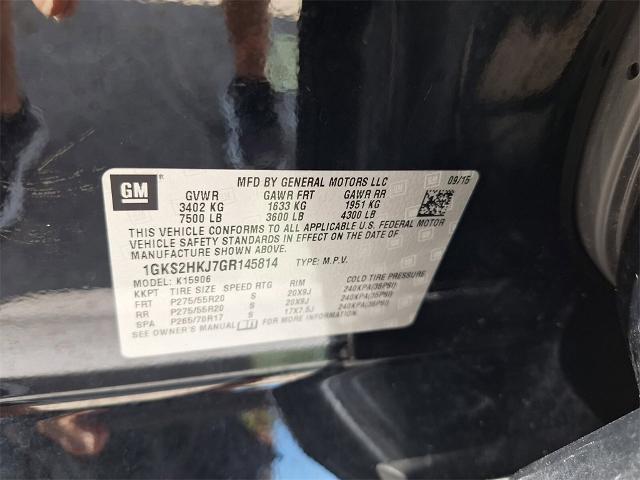 GM
MFD BY GENERAL MOTORS LLC 09/15
GVWR GAWR FRT GAWR RR
3402 KG 1633 KG 1951 KG
7500 LB 3600 LB 4300 LB
THIS VEHICLE CONFORMS TO ALL APPLICABLE U.S. FEDERAL MOTOR
VEHICLE SAFETY STANDARDS IN EFFECT ON THE DATE OF
MANUFACTURE SHOWN ABOVE.
1GKS2HKJ7GR145814 TYPE: M.P.V.
MODEL: K15906
KKPT TIRE SIZE SPEED RTG RIM COLD TIRE PRESSURE
FRT P275/55R20 S 20X9J 240KPA(35PSI)
RR P275/55R20 S 20X9J 240KPA(35PSI)
SPA P265/70R17 S 17X7.5J 240KPA(35PSI)
SEE OWNER'S MANUAL FOR MORE INFORMATION.